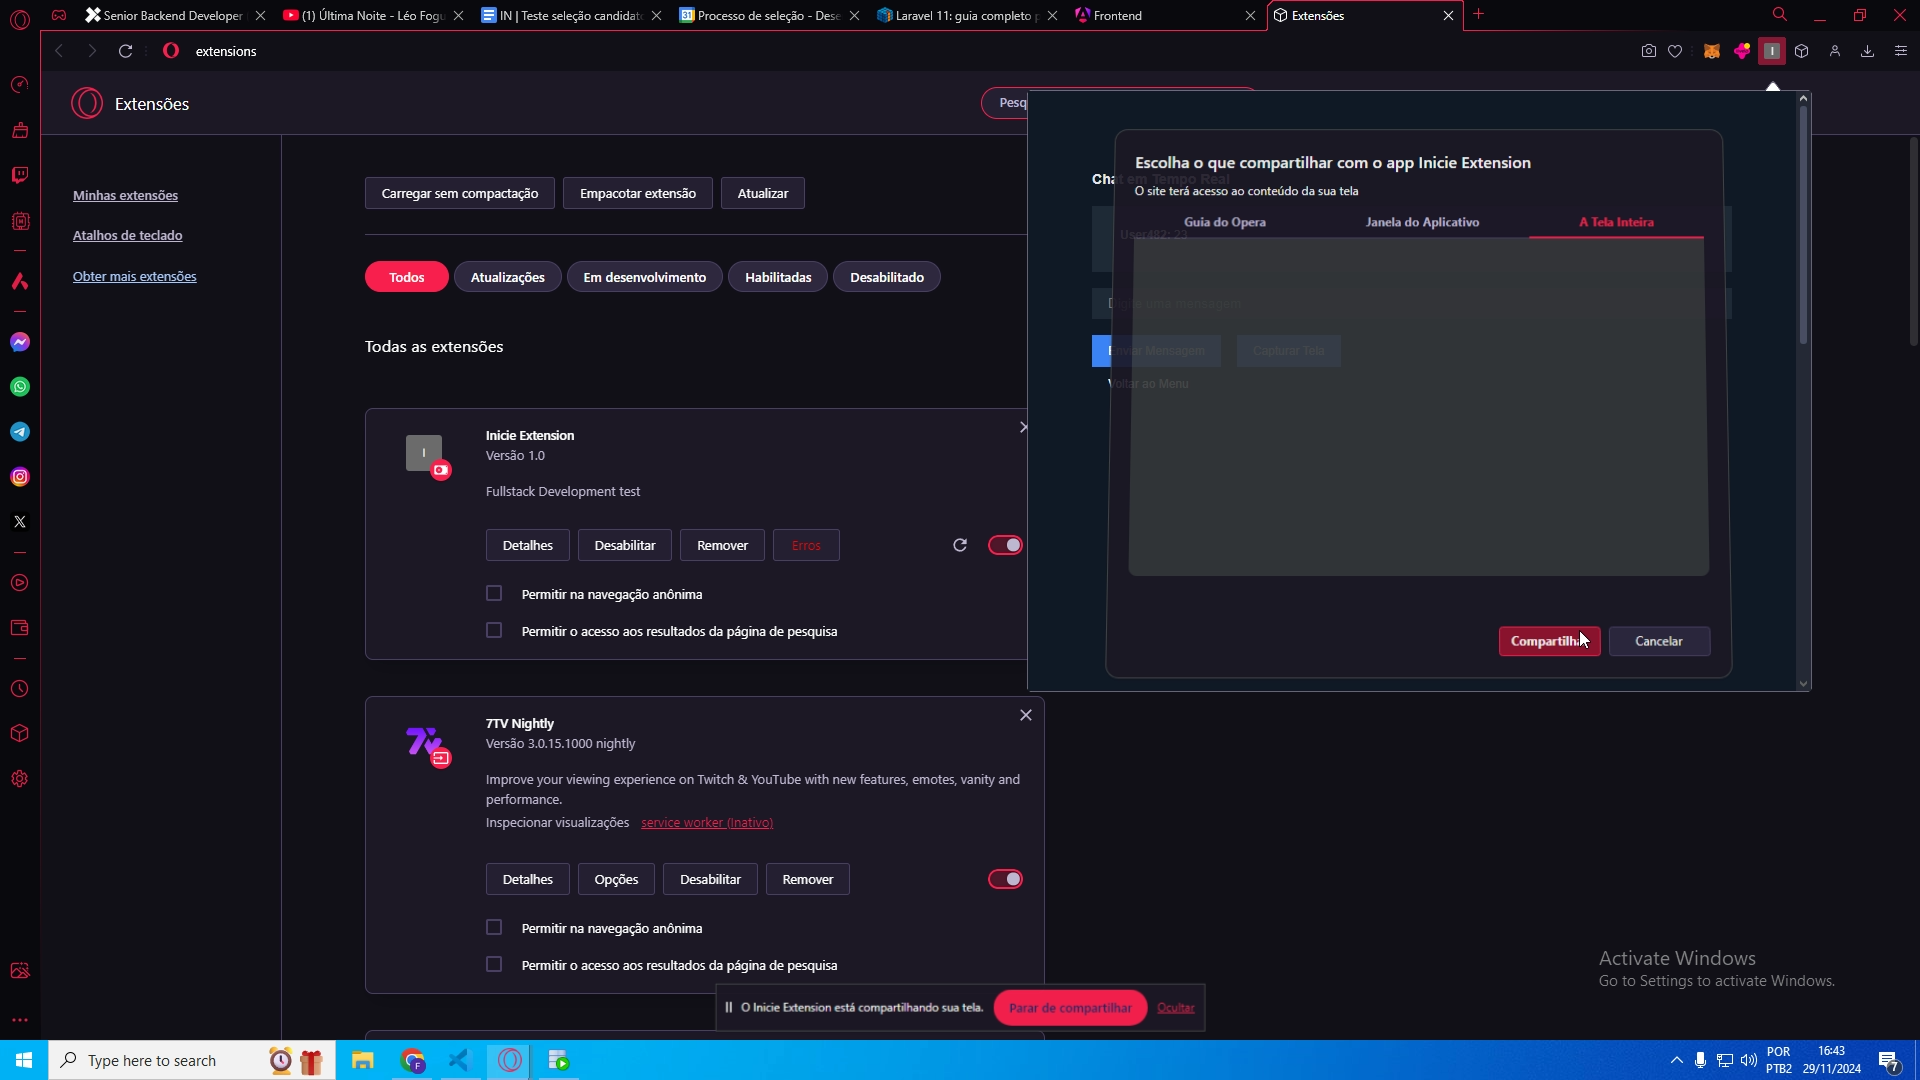 Senior Backend Developer
(1) Última Noite - Léo Fogu
IN | Teste seleção candidat
Processo de seleção - Dese
Laravel 11: guia completo p
Frontend
Extensões
extensions
I
Extensões
Pesq
Minhas extensões
Atalhos de teclado
Obter mais extensões
Carregar sem compactação
Empacotar extensão
Atualizar
Todos
Atualizações
Em desenvolvimento
Habilitadas
Desabilitado
Todas as extensões
I
Inicie Extension
Versão 1.0
Fullstack Development test
Detalhes
Desabilitar
Remover
Erros
Permitir na navegação anônima
Permitir o acesso aos resultados da página de pesquisa
7TV Nightly
Versão 3.0.15.1000 nightly
Improve your viewing experience on Twitch & YouTube with new features, emotes, vanity and
performance.
Inspecionar visualizações service worker (Inativo)
Detalhes
Opções
Desabilitar
Remover
Permitir na navegação anônima
Permitir o acesso aos resultados da página de pesquisa
Escolha o que compartilhar com o app Inicie Extension
Chat em Tempo Real
O site terá acesso ao conteúdo da sua tela
Guia do Opera
Janela do Aplicativo
A Tela Inteira
User482: 23
Digite uma mensagem
Enviar Mensagem
Capturar Tela
Voltar ao Menu
Compartilha
Cancelar
O Inicie Extension está compartilhando sua tela.
Parar de compartilhar
Ocultar
Activate Windows
Go to Settings to activate Windows.
Type here to search
F
POR
PTB2
16:43
29/11/2024
7